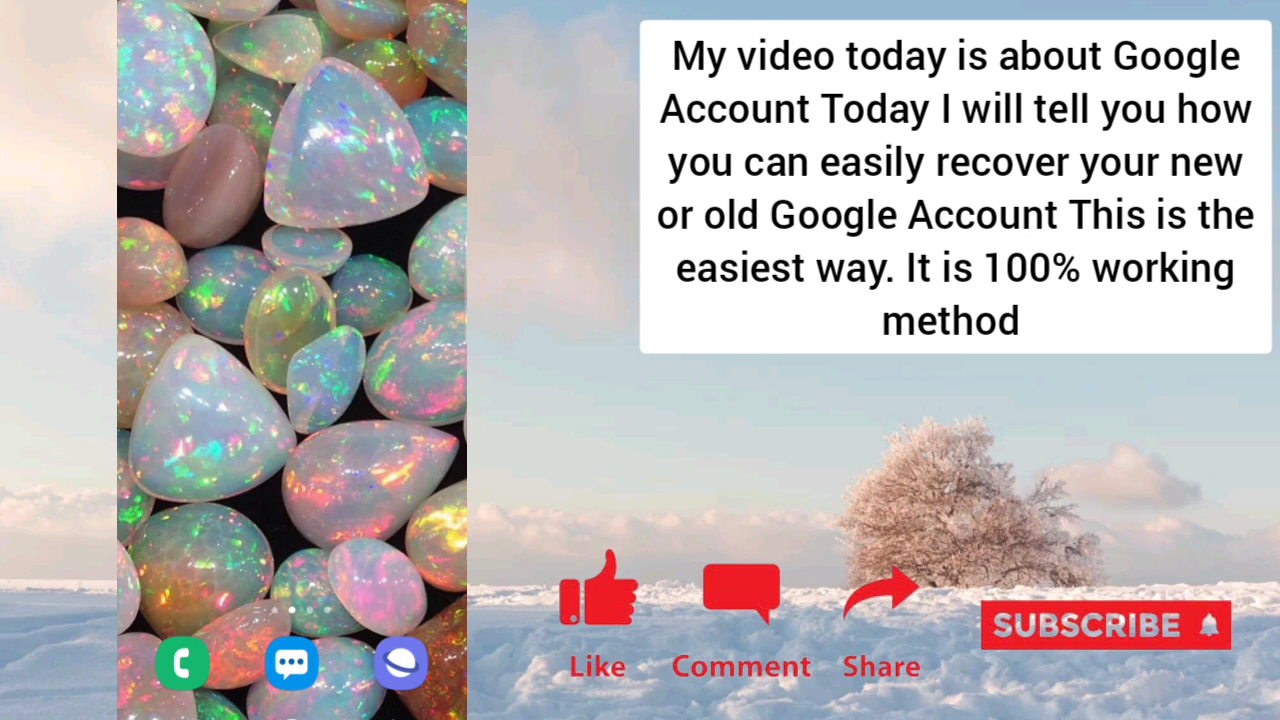 My video today is about Google
Account Today I will tell you how
you can easily recover your new
or old Google Account This is the
easiest way. It is 100% working
method
Like
Comment
Share
SUBSCRIBE